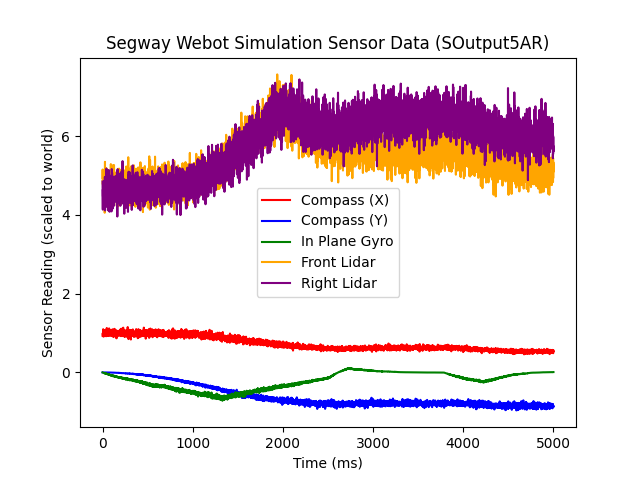 Segway Webot Simulation Sensor Data (SOutput5AR)
Sensor Reading (scaled to world)
6
4
2
0
Compass (X)
Compass (Y)
In Plane Gyro
Front Lidar
Right Lidar
0 1000 2000 3000 4000 5000
Time (ms)